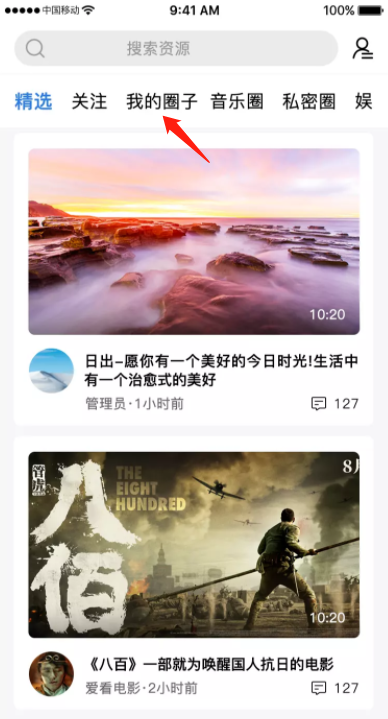 中国移动 9:41 AM 100%
搜索资源
精选 关注 我的圈子 音乐圈 私密圈 娱
10:20
日出-愿你有一个美好的今日时光!生活中
有一个治愈式的美好
管理员·1小时前 127
管虎
THE
EIGHT
HUNDRED
8月
八佰
10:20
《八百》一部就为唤醒国人抗日的电影
爱看电影·2小时前 127